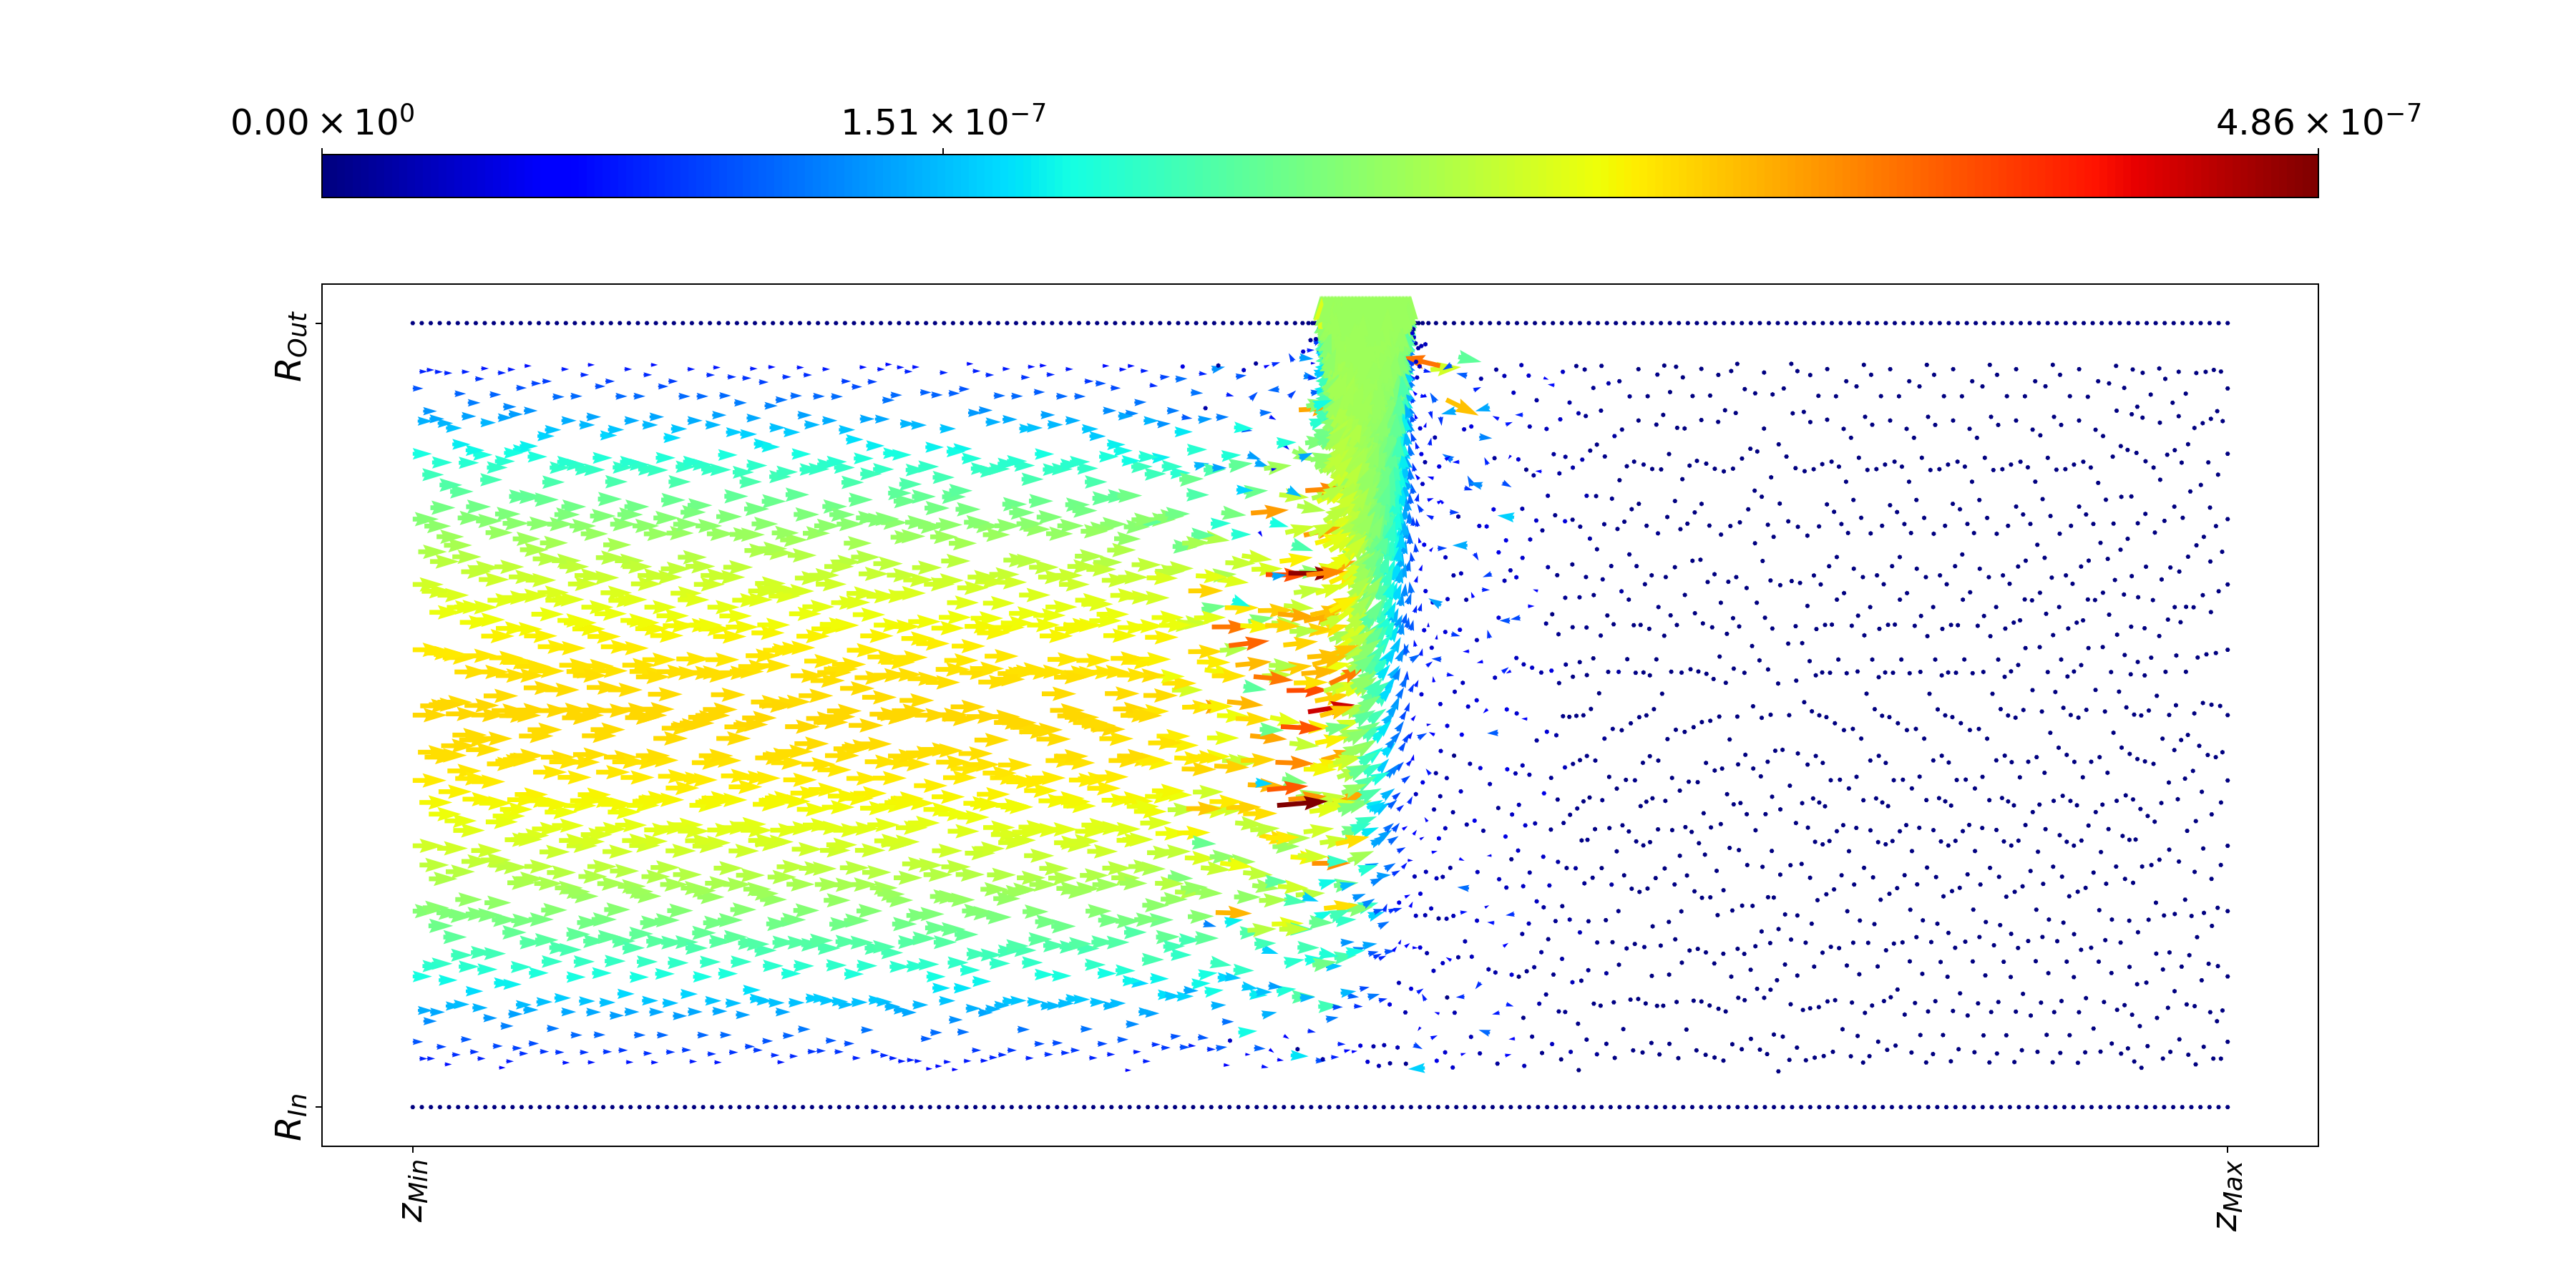 0.00 × 10⁰
1.51 × 10⁻⁷
4.86 × 10⁻⁷
R_Out
R_In
z_Min
z_Max